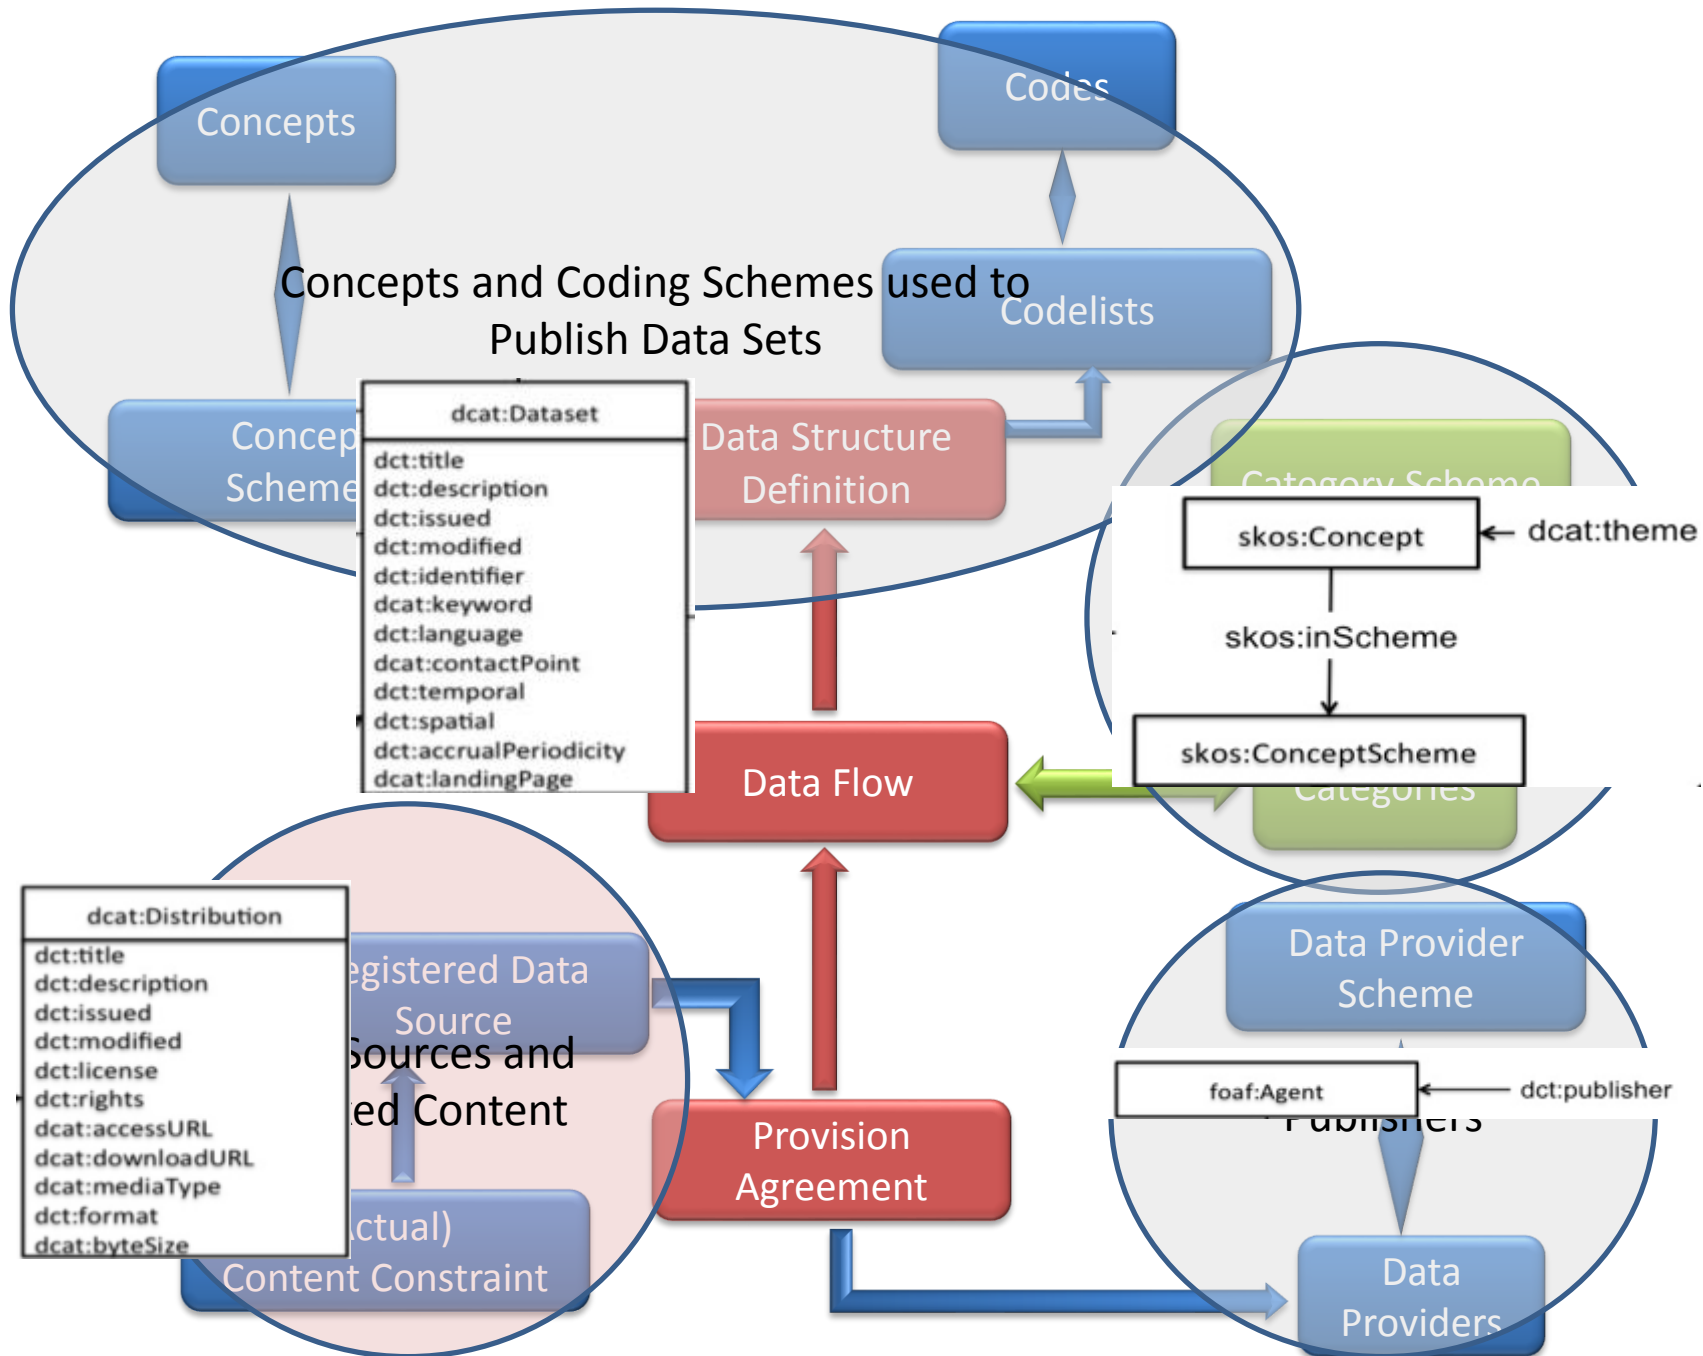 Concepts
Codes
Concepts and Coding Schemes used to
Publish Data Sets
Codelists
dcat:Dataset
dct:title
dct:description
dct:issued
dct:modified
dct:identifier
dcat:keyword
dct:language
dcat:contactPoint
dct:temporal
dct:spatial
dct:accrualPeriodicity
dcat:landingPage
Concep
Scheme
Data Structure
Definition
Category Scheme
skos:Concept
dcat:theme
skos:inScheme
skos:ConceptScheme
Categories
Data Flow
dcat:Distribution
dct:title
dct:description
dct:issued
dct:modified
dct:license
dct:rights
dcat:accessURL
dcat:downloadURL
dcat:mediaType
dct:format
dcat:byteSize
egistered Data
Source
Sources and
ed Content
ctual)
Content Constraint
Provision
Agreement
Data Provider
Scheme
foaf:Agent
dct:publisher
Publishers
Data
Providers